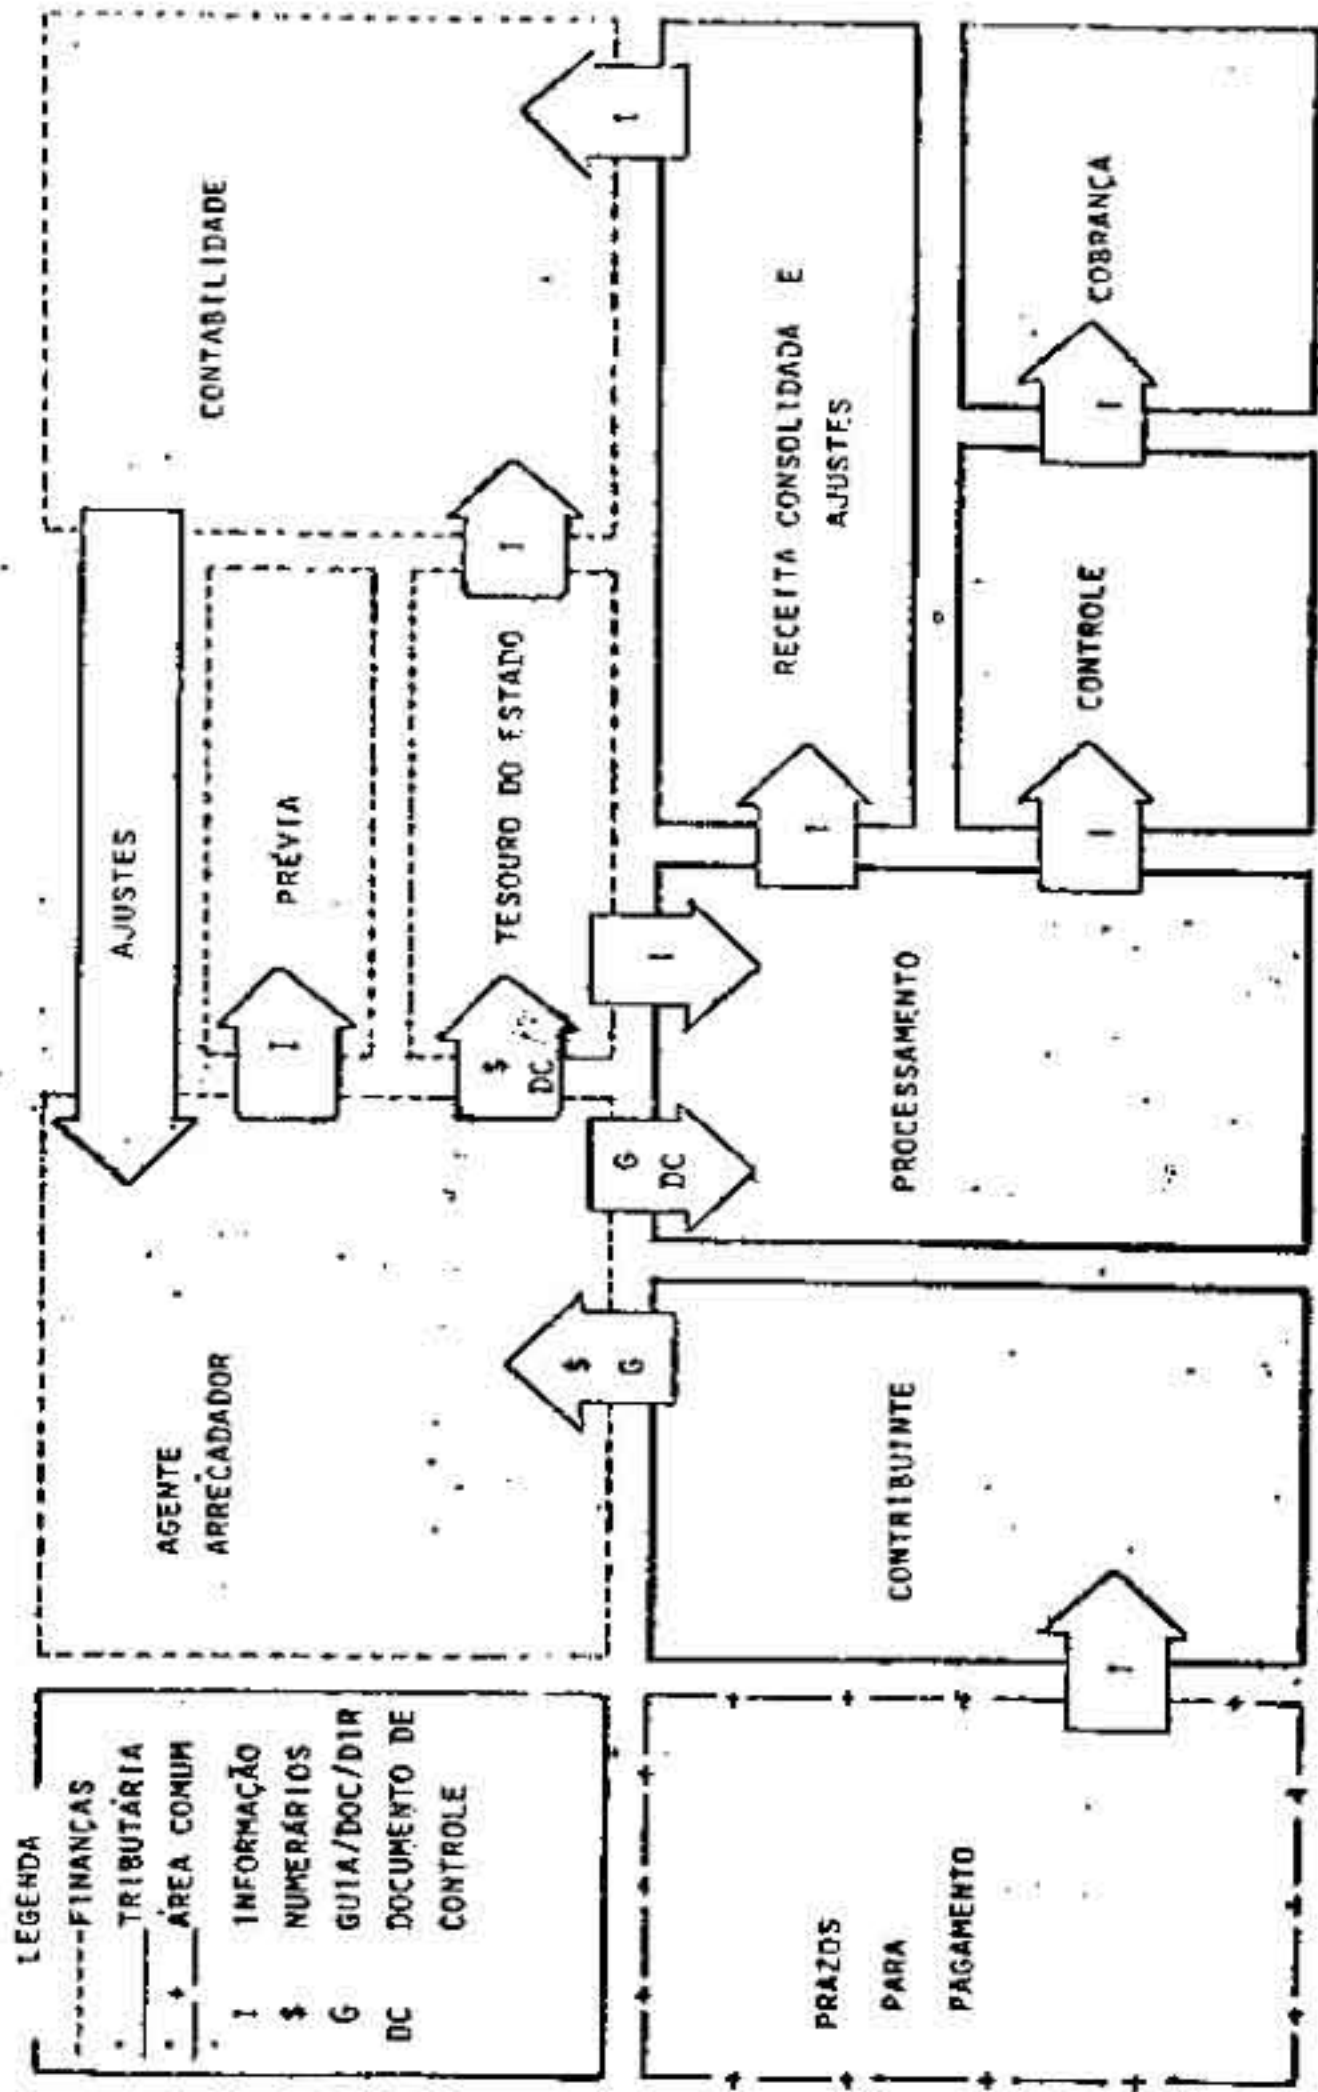 LEGENDA
FINANÇAS
TRIBUTÁRIA
+ ÁREA COMUM
I INFORMAÇÃO
$ NUMERÁRIOS
G GUIA/DOC/DIR
DC DOCUMENTO DE
CONTROLE
AGENTE
ARRECADADOR
AJUSTES
I
PRÉVIA
$
DC
TESOURO DO ESTADO
I
CONTABILIDADE
$
G
G
DC
I
I
PRAZOS
PARA
PAGAMENTO
I
CONTRIBUINTE
PROCESSAMENTO
I
RECEITA CONSOLIDADA E
AJUSTES
I
CONTROLE
I
COBRANÇA